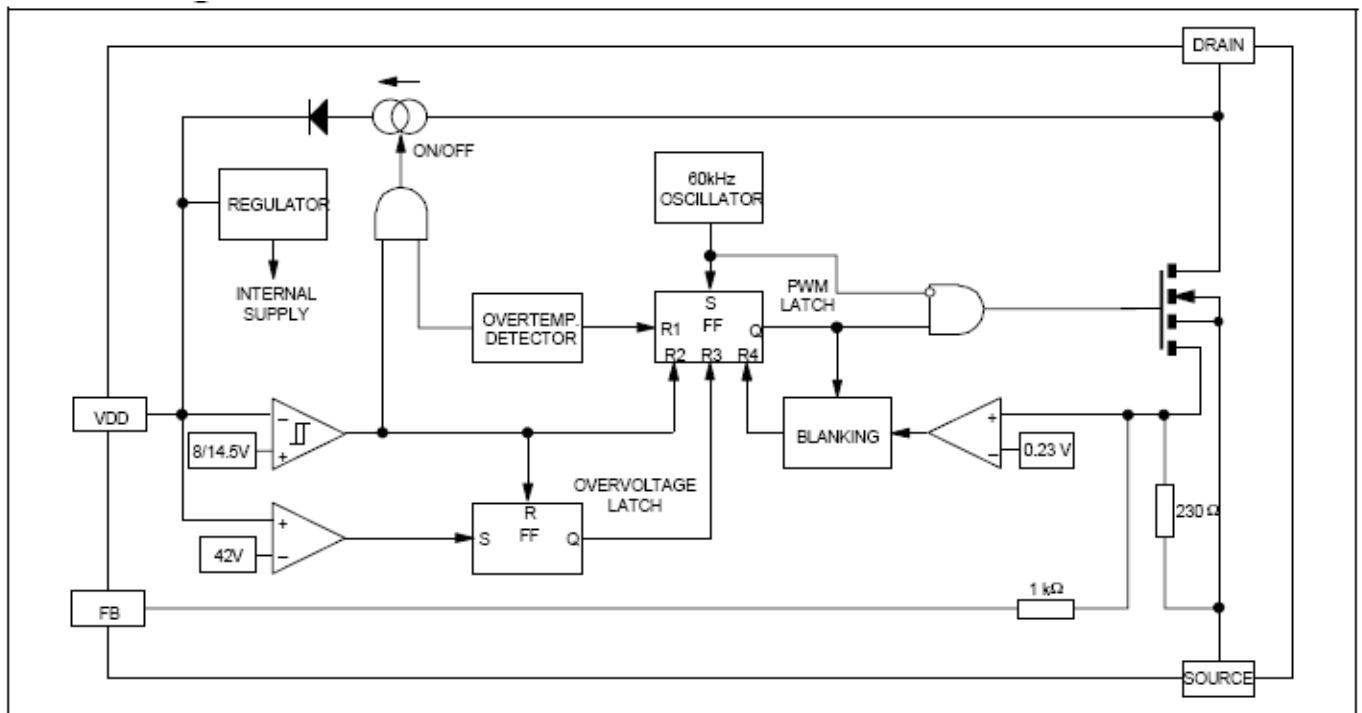 DRAIN
ON/OFF
60kHz
OSCILLATOR
REGULATOR
INTERNAL
SUPPLY
PWM
LATCH
S
R1
FF
Q
R2
R3
R4
OVERTEMP.
DETECTOR
VDD
−
+
8/14.5V
BLANKING
+
−
0.23 V
OVERVOLTAGE
LATCH
230 Ω
R
FF
S
Q
+
−
42V
1 kΩ
FB
SOURCE